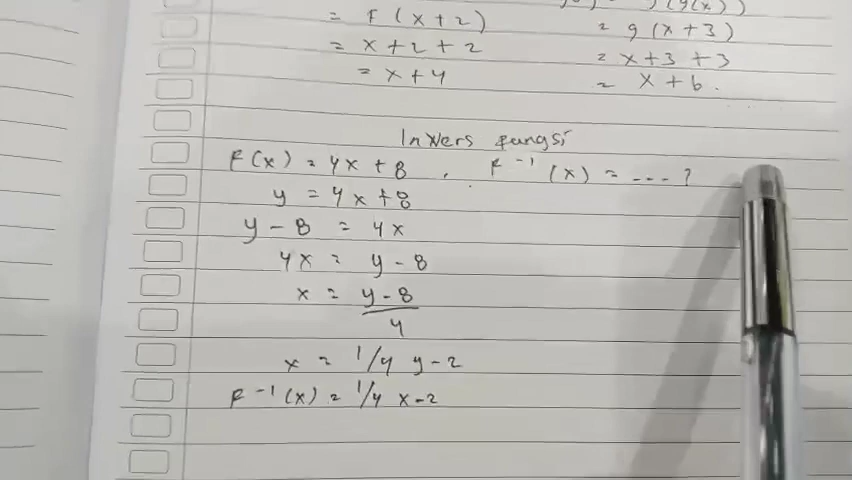 g(g(x))
= F(x+2)
= g(x+3)
= x+2+2
= x+3+3
= x+4
= x+6.
Invers fungsi
F(x) = 4x+8, F⁻¹(x) = ---?
y = 4x+8
y-8 = 4x
4x = y-8
x = y-8
4
x = 1/4 y-2
F⁻¹(x) = 1/4 x-2